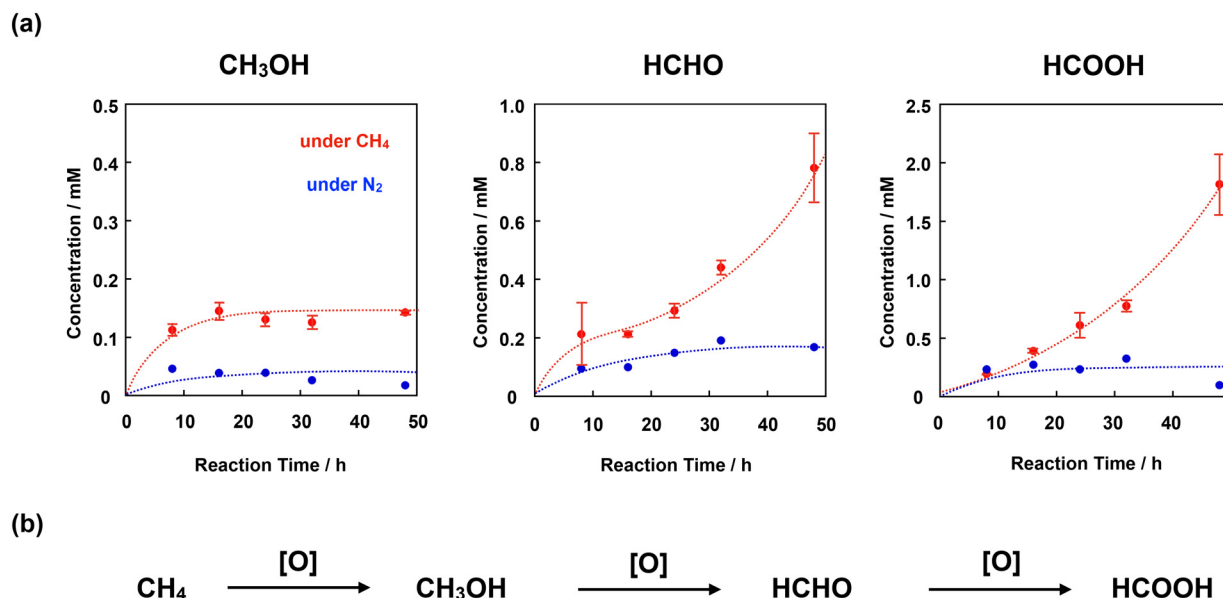 (a)
CH₃OH
HCHO
HCOOH
Concentration / mM
0.5
0.4
0.3
0.2
0.1
0
under CH₄
under N₂
0 10 20 30 40 50
Reaction Time / h
Concentration / mM
1.0
0.8
0.6
0.4
0.2
0
0 10 20 30 40 50
Reaction Time / h
Concentration / mM
2.5
2.0
1.5
1.0
0.5
0
0 10 20 30 40
Reaction Time / h
(b)
CH₄ [O] CH₃OH [O] HCHO [O] HCOOH